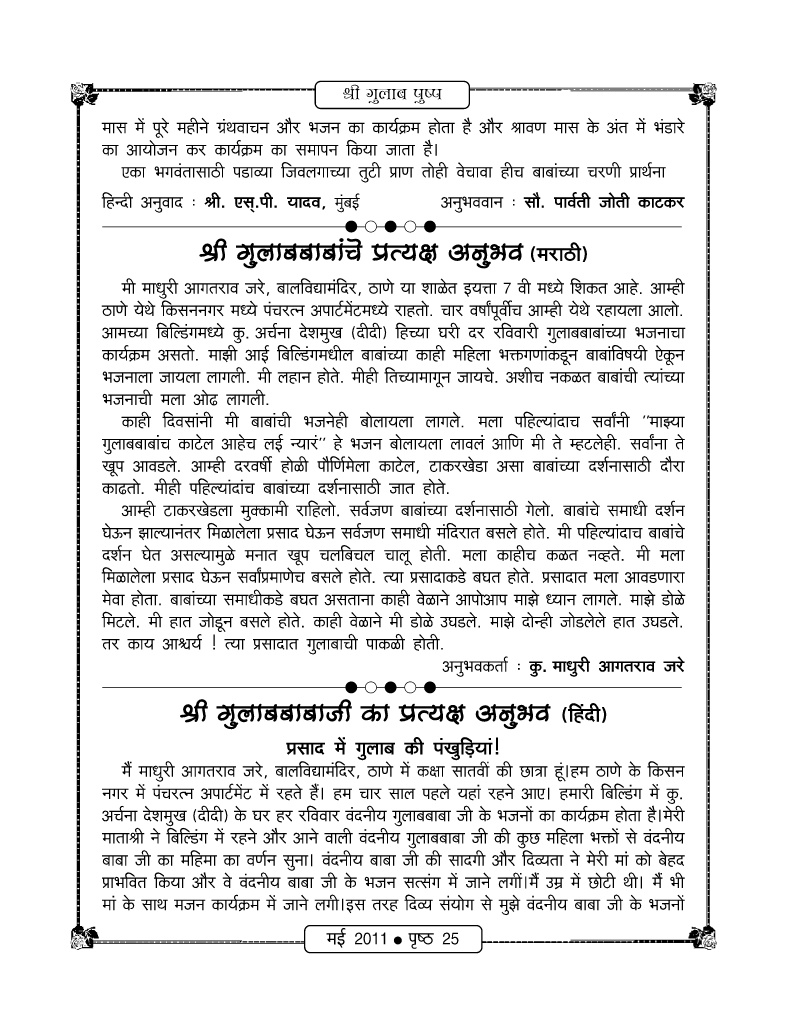 श्री गुलाब पुष्प
मास में पूरे महीने ग्रंथवाचन और भजन का कार्यक्रम होता है और श्रावण मास के अंत में भंडारे
का आयोजन कर कार्यक्रम का समापन किया जाता है।
एका भगवंतासाठी पडाव्या जिवलगाच्या तुटी प्राण तोही वेचावा हीच बाबांच्या चरणी प्रार्थना
हिन्दी अनुवाद : श्री. एस्.पी. यादव, मुंबई अनुभववान : सौ. पार्वती जोती काटकर
श्री गुलाबबाबांचे प्रत्यक्ष अनुभव (मराठी)
मी माधुरी आगतराव जरे, बालविद्यामंदिर, ठाणे या शाळेत इयत्ता 7 वी मध्ये शिकत आहे. आम्ही
ठाणे येथे किसननगर मध्ये पंचरत्न अपार्टमेंटमध्ये राहतो. चार वर्षांपूर्वीच आम्ही येथे रहायला आलो.
आमच्या बिल्डिंगमध्ये कु. अर्चना देशमुख (दीदी) हिच्या घरी दर रविवारी गुलाबबाबांच्या भजनाचा
कार्यक्रम असतो. माझी आई बिल्डिंगमधील बाबांच्या काही महिला भक्तगणांकडून बाबांविषयी ऐकून
भजनाला जायला लागली. मी लहान होते. मीही तिच्यामागून जायचे. अशीच नकळत बाबांची त्यांच्या
भजनाची मला ओढ लागली.
काही दिवसांनी मी बाबांची भजनेही बोलायला लागले. मला पहिल्यांदाच सर्वांनी "माझ्या
गुलाबबाबांच काटेल आहेच लई न्यारं" हे भजन बोलायला लावलं आणि मी ते म्हटलेही. सर्वांना ते
खूप आवडले. आम्ही दरवर्षी होळी पौर्णिमेला काटेल, टाकरखेडा असा बाबांच्या दर्शनासाठी दौरा
काढतो. मीही पहिल्यांदांच बाबांच्या दर्शनासाठी जात होते.
आम्ही टाकरखेडला मुक्कामी राहिलो. सर्वजण बाबांच्या दर्शनासाठी गेलो. बाबांचे समाधी दर्शन
घेऊन झाल्यानंतर मिळालेला प्रसाद घेऊन सर्वजण समाधी मंदिरात बसले होते. मी पहिल्यांदाच बाबांचे
दर्शन घेत असल्यामुळे मनात खूप चलबिचल चालू होती. मला काहीच कळत नव्हते. मी मला
मिळालेला प्रसाद घेऊन सर्वांप्रमाणेच बसले होते. त्या प्रसादाकडे बघत होते. प्रसादात मला आवडणारा
मेवा होता. बाबांच्या समाधीकडे बघत असताना काही वेळाने आपोआप माझे ध्यान लागले. माझे डोळे
मिटले. मी हात जोडून बसले होते. काही वेळाने मी डोळे उघडले. माझे दोन्ही जोडलेले हात उघडले.
तर काय आश्चर्य ! त्या प्रसादात गुलाबाची पाकळी होती.
अनुभवकर्ता : कु. माधुरी आगतराव जरे
श्री गुलाबबाबाजी का प्रत्यक्ष अनुभव (हिंदी)
प्रसाद में गुलाब की पंखुड़ियां!
मैं माधुरी आगतराव जरे, बालविद्यामंदिर, ठाणे में कक्षा सातवीं की छात्रा हूं।हम ठाणे के किसन
नगर में पंचरत्न अपार्टमेंट में रहते हैं। हम चार साल पहले यहां रहने आए। हमारी बिल्डिंग में कु.
अर्चना देशमुख (दीदी) के घर हर रविवार वंदनीय गुलाबबाबा जी के भजनों का कार्यक्रम होता है।मेरी
माताश्री ने बिल्डिंग में रहने और आने वाली वंदनीय गुलाबबाबा जी की कुछ महिला भक्तों से वंदनीय
बाबा जी का महिमा का वर्णन सुना। वंदनीय बाबा जी की सादगी और दिव्यता ने मेरी मां को बेहद
प्राभवित किया और वे वंदनीय बाबा जी के भजन सत्संग में जाने लगीं।मैं उम्र में छोटी थी। मैं भी
मां के साथ मजन कार्यक्रम में जाने लगी।इस तरह दिव्य संयोग से मुझे वंदनीय बाबा जी के भजनों
मई 2011 ● पृष्ठ 25